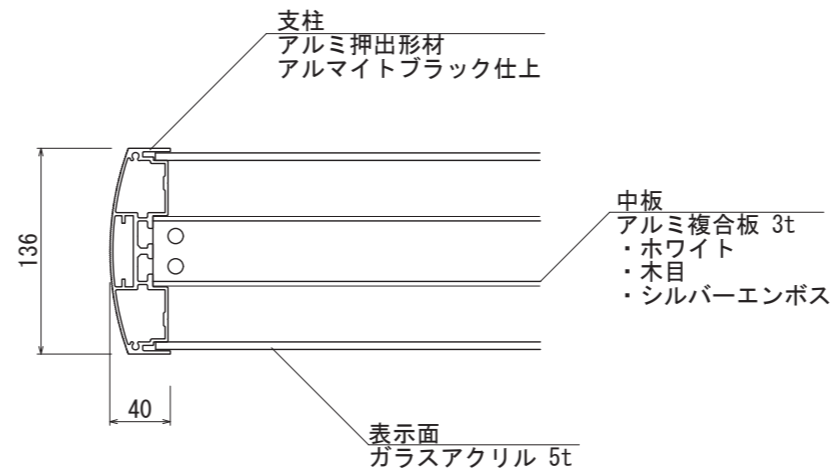 支柱
アルミ押出形材
アルマイトブラック仕上
136
中板
アルミ複合板 3t
・ホワイト
・木目
・シルバーエンボス
40
表示面
ガラスアクリル 5t